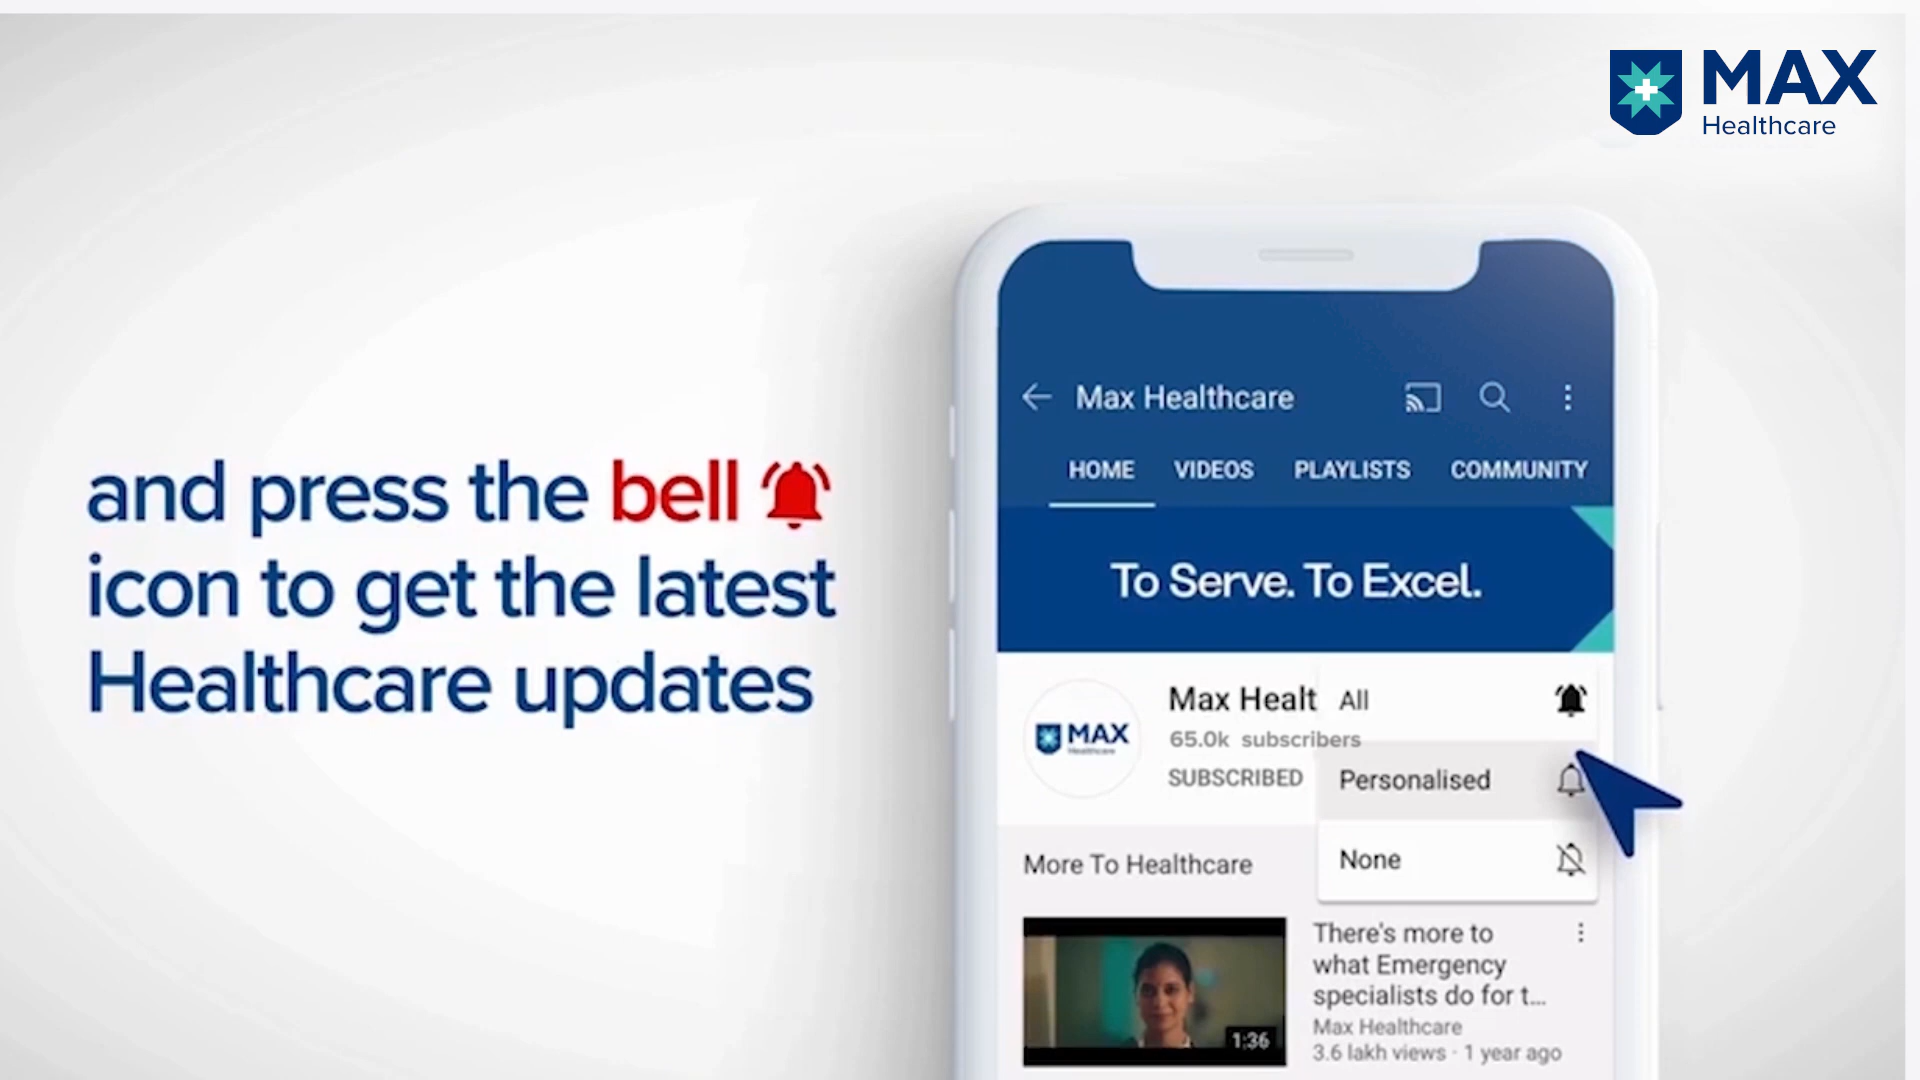 MAX
Healthcare
and press the bell
icon to get the latest
Healthcare updates
Max Healthcare
HOME VIDEOS PLAYLISTS COMMUNITY
To Serve. To Excel.
MAX
Healthcare
Max Healt
65.0k subscribers
SUBSCRIBED
All
Personalised
None
More To Healthcare
1:36
There's more to
what Emergency
specialists do for t...
Max Healthcare
3.6 lakh views · 1 year ago